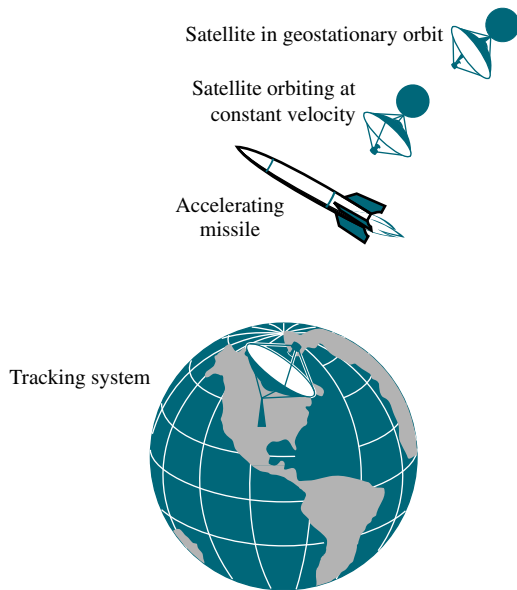 Satellite in geostationary orbit
Satellite orbiting at
constant velocity
Accelerating
missile
Tracking system